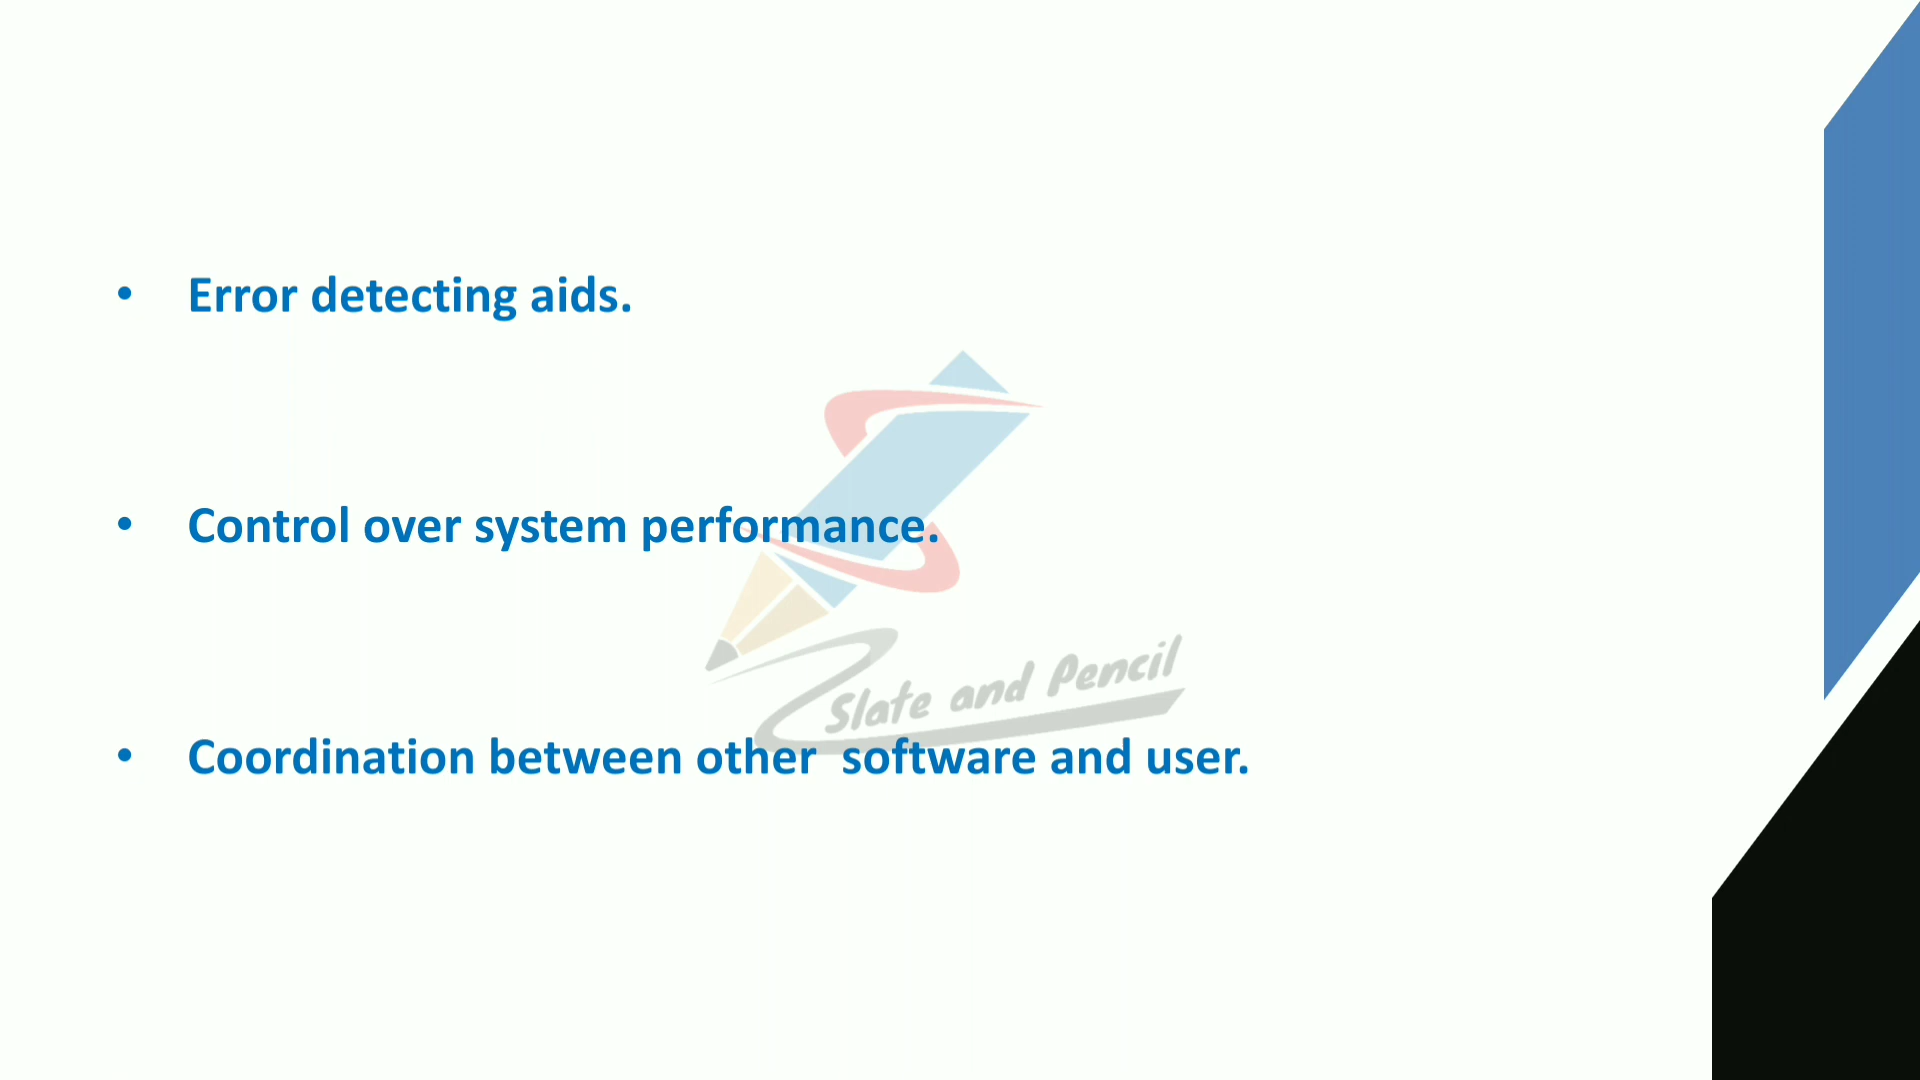 • Error detecting aids.
• Control over system performance.
Slate and Pencil
• Coordination between other  software and user.